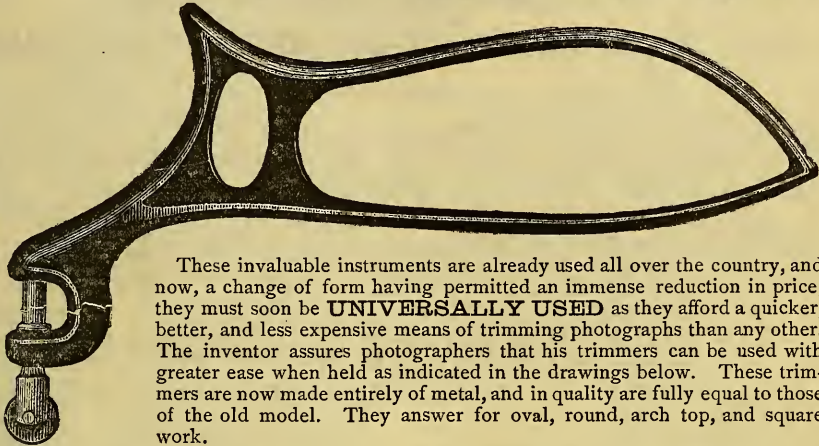 These invaluable instruments are already used all over the country, and
now, a change of form having permitted an immense reduction in price
they must soon be UNIVERSALLY USED as they afford a quicker
better, and less expensive means of trimming photographs than any other
The inventor assures photographers that his trimmers can be used with
greater ease when held as indicated in the drawings below. These trim-
mers are now made entirely of metal, and in quality are fully equal to those
of the old model. They answer for oval, round, arch top, and square
work.